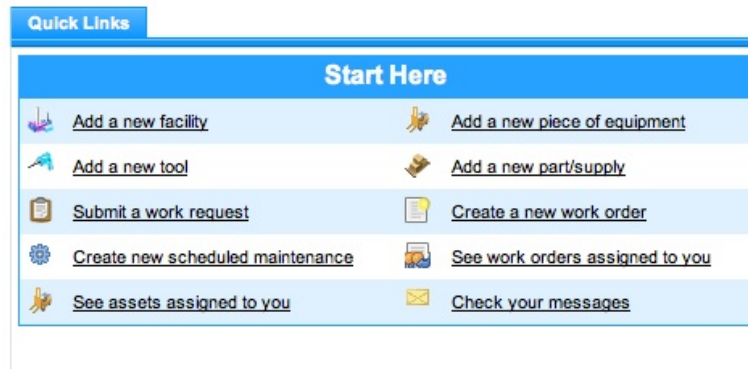 Quick Links
Start Here
Add a new facility
Add a new piece of equipment
Add a new tool
Add a new part/supply
Submit a work request
Create a new work order
Create new scheduled maintenance
See work orders assigned to you
See assets assigned to you
Check your messages